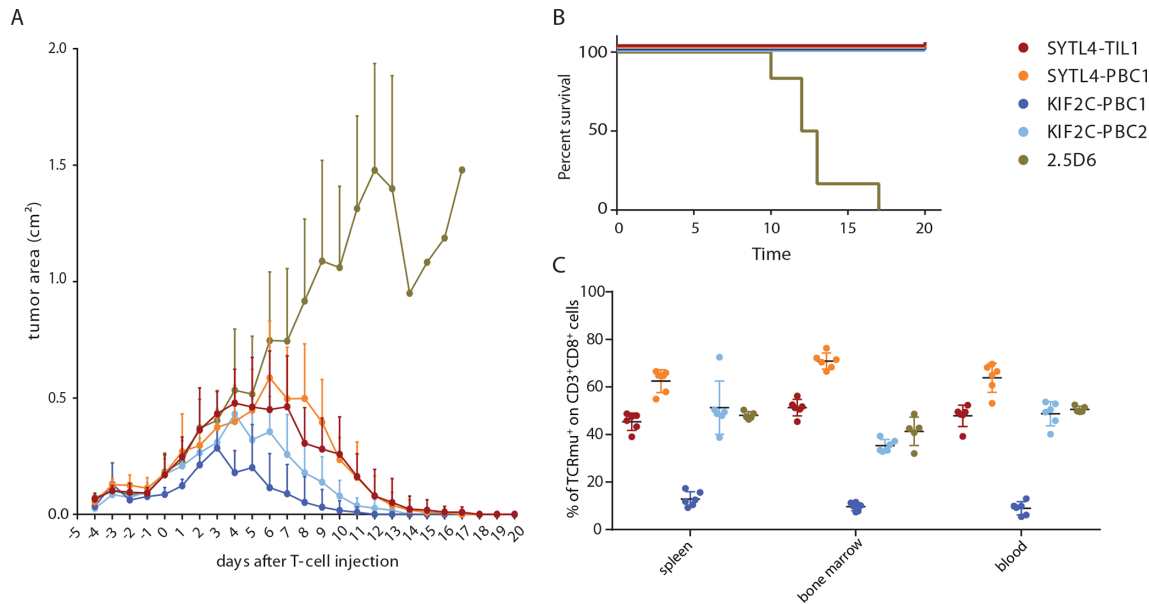 A
2.0
1.5
1.0
0.5
0.0
tumor area (cm²)
-5 -4 -3 -2 -1 0 1 2 3 4 5 6 7 8 9 10 11 12 13 14 15 16 17 18 19 20
days after T-cell injection
B
100
50
0
Percent survival
0 5 10 15 20
Time
SYTL4-TIL1
SYTL4-PBC1
KIF2C-PBC1
KIF2C-PBC2
2.5D6
C
100
80
60
40
20
0
% of TCRmu⁺ on CD3⁺CD8⁺ cells
spleen
bone marrow
blood